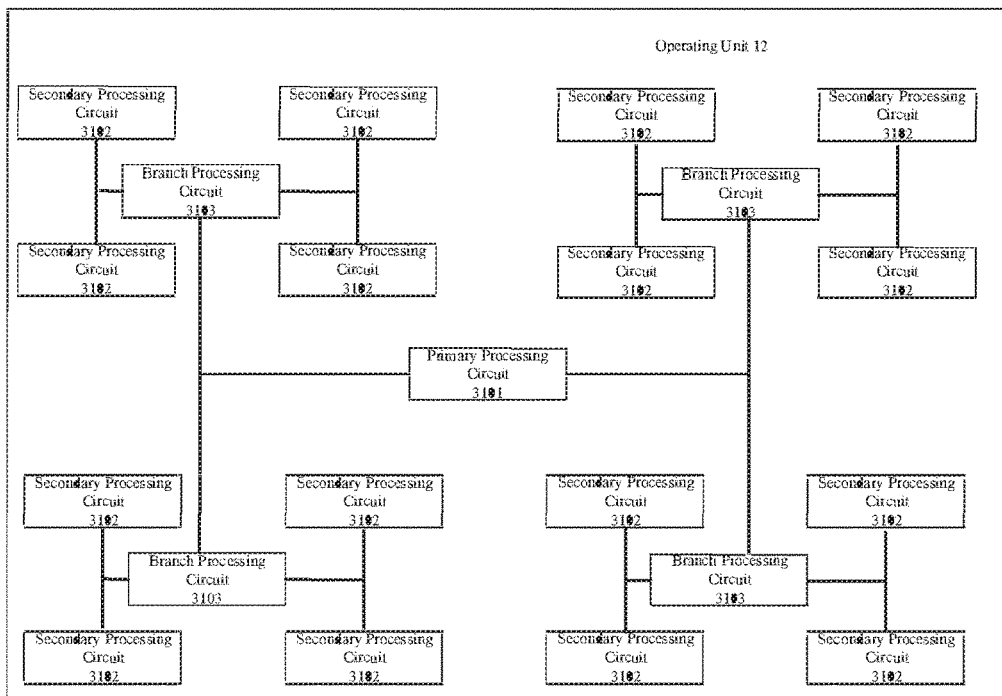 Operating Unit 12
Secondary Processing
Circuit
3102
Secondary Processing
Circuit
3102
Secondary Processing
Circuit
3102
Secondary Processing
Circuit
3102
Branch Processing
Circuit
3103
Branch Processing
Circuit
3103
Secondary Processing
Circuit
3102
Secondary Processing
Circuit
3102
Secondary Processing
Circuit
3102
Secondary Processing
Circuit
3102
Primary Processing
Circuit
3101
Secondary Processing
Circuit
3102
Secondary Processing
Circuit
3102
Secondary Processing
Circuit
3102
Secondary Processing
Circuit
3102
Branch Processing
Circuit
3103
Branch Processing
Circuit
3103
Secondary Processing
Circuit
3102
Secondary Processing
Circuit
3102
Secondary Processing
Circuit
3102
Secondary Processing
Circuit
3102